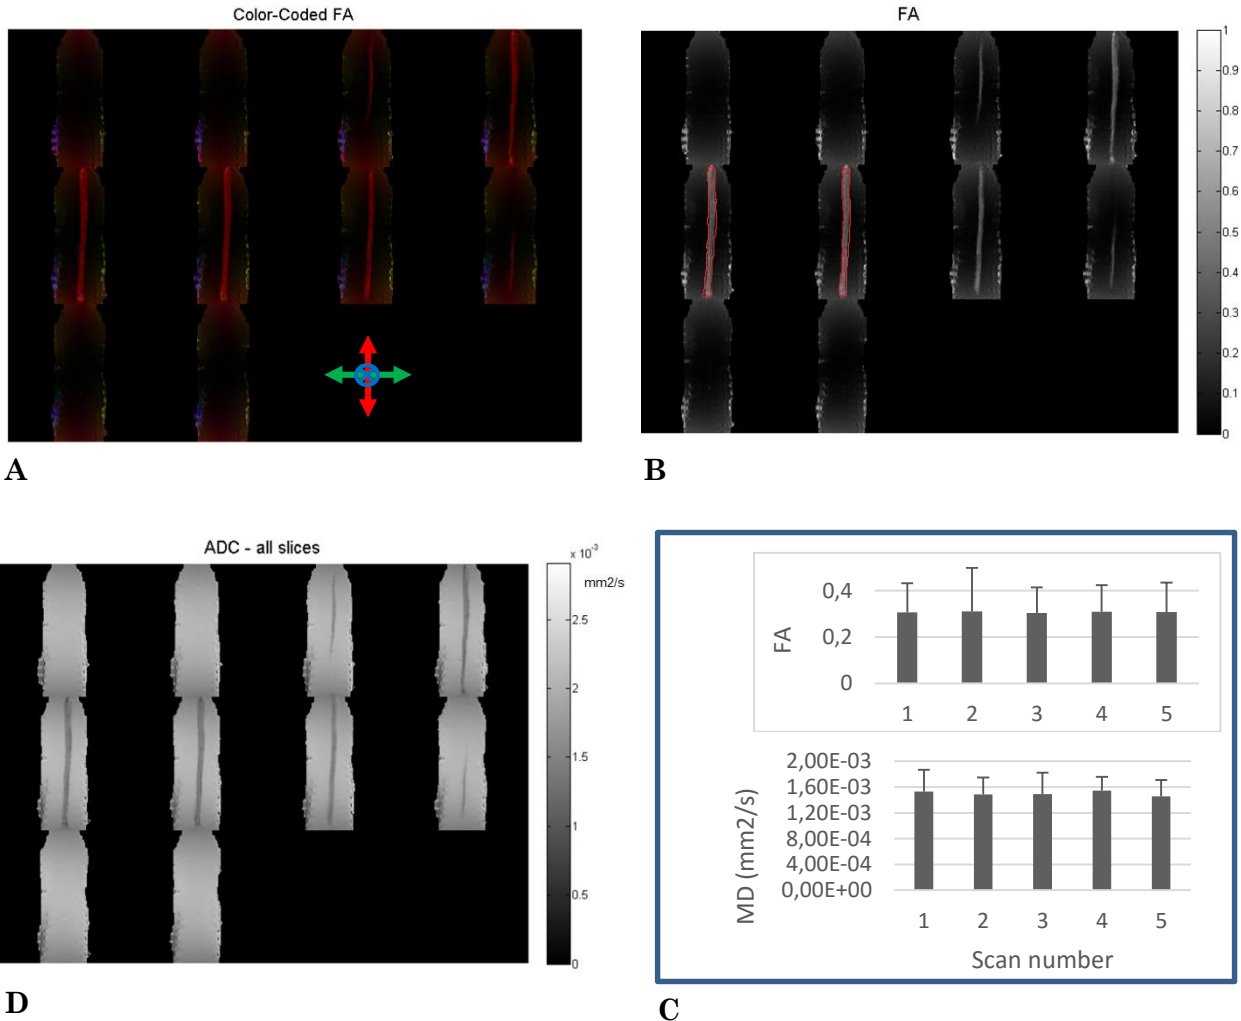 Color-Coded FA
FA
1
0.9
0.8
0.7
0.6
0.5
0.4
0.3
0.2
0.1
0
A
B
ADC - all slices
x 10-3
mm2/s
2.5
2
1.5
1
0.5
0
D
FA
0,4
0,2
0
1 2 3 4 5
MD (mm2/s)
2,00E-03
1,60E-03
1,20E-03
8,00E-04
4,00E-04
0,00E+00
1 2 3 4 5
Scan number
C